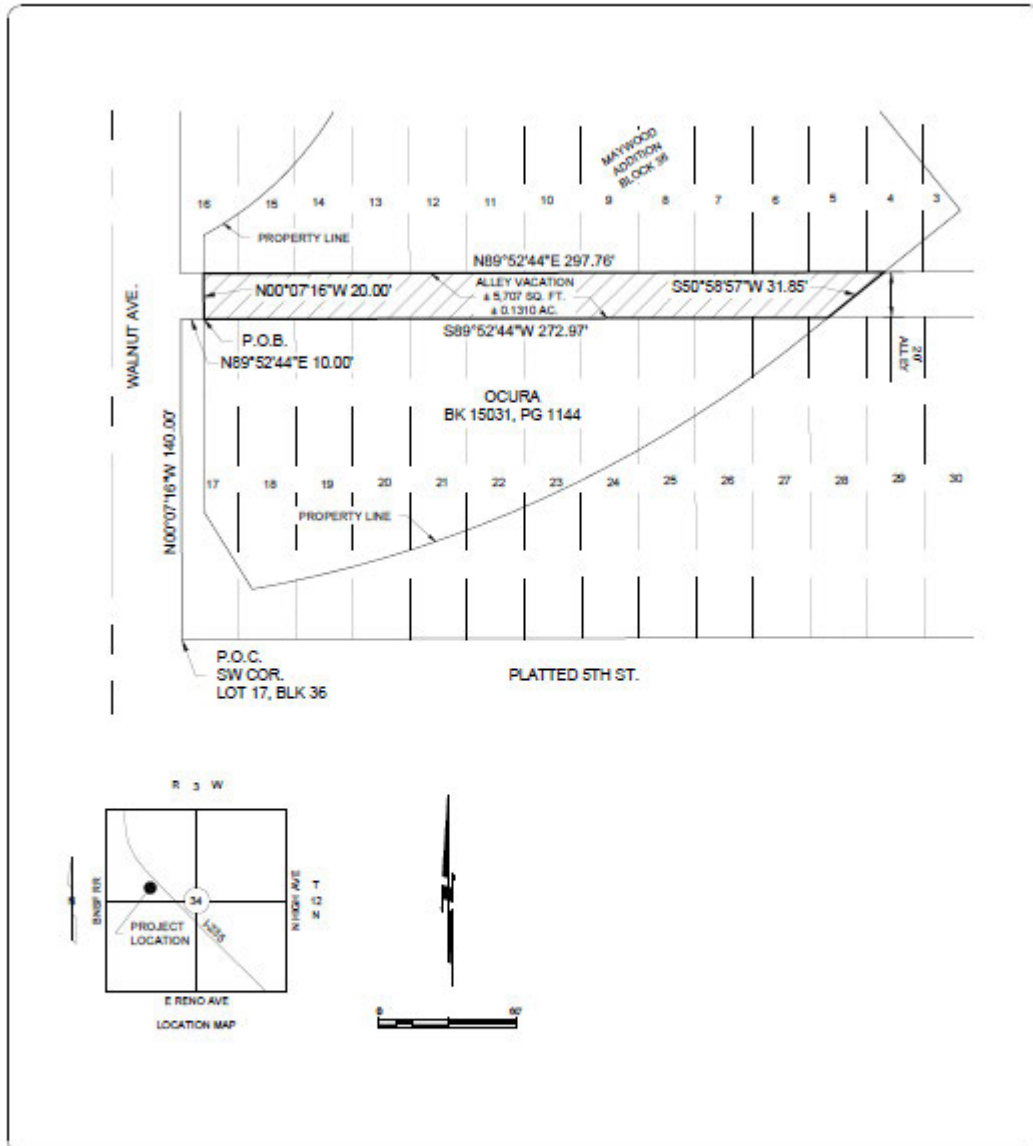 MAYWOOD
ADDITION
BLOCK 36
16 15 14 13 12 11 10 9 8 7 6 5 4 3
PROPERTY LINE
N89°52'44"E 297.76'
ALLEY VACATION
± 5,707 SQ. FT.
± 0.1310 AC.
N00°07'16"W 20.00'
S50°58'57"W 31.85'
S89°52'44"W 272.97'
P.O.B.
N89°52'44"E 10.00'
20'
ALLEY
WALNUT AVE.
OCURA
BK 15031, PG 1144
N00°07'16"W 140.00'
17 18 19 20 21 22 23 24 25 26 27 28 29 30
PROPERTY LINE
P.O.C.
SW COR.
LOT 17, BLK 36
PLATTED 5TH ST.
R 3 W
BNSF RR
34
I-235
N HIGH AVE
T
12
N
PROJECT
LOCATION
E RENO AVE
LOCATION MAP
0 60'